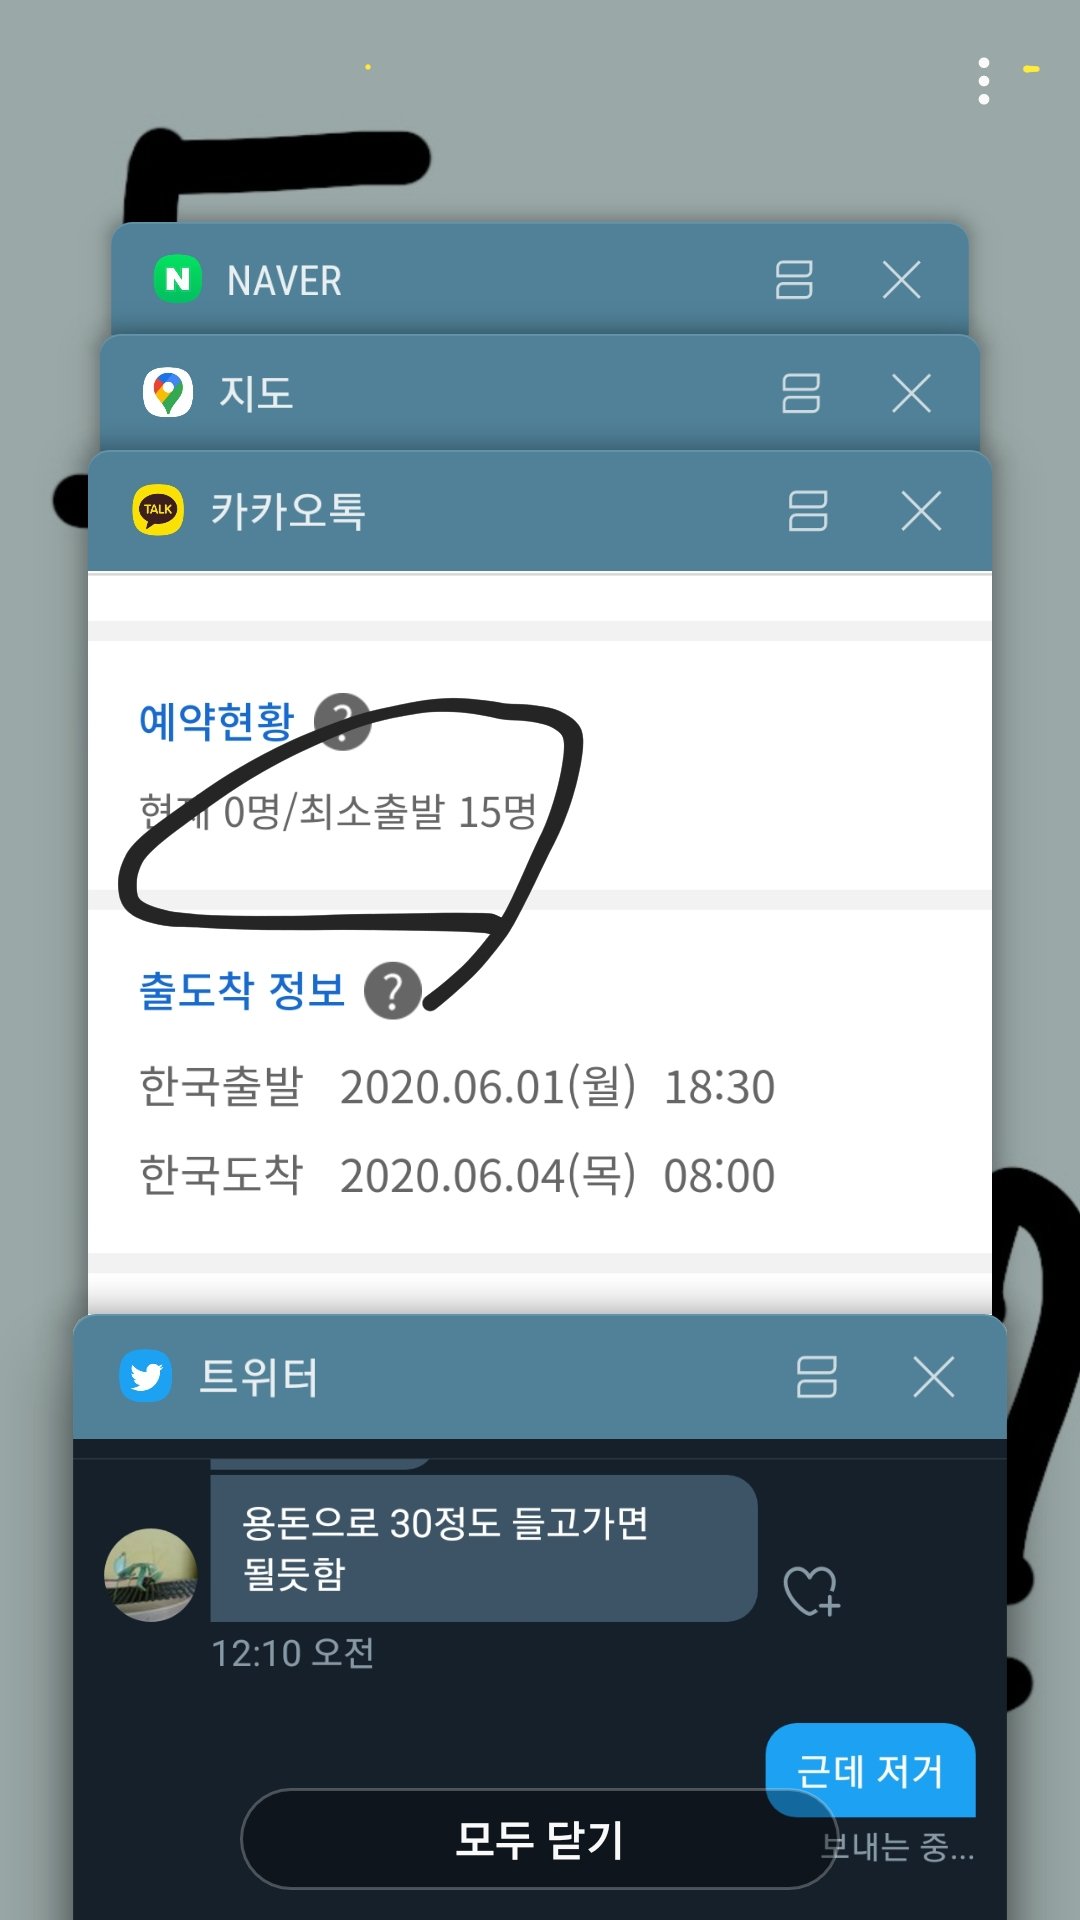 NAVER
지도
TALK
카카오톡
예약현황 ?
현재 0명/최소출발 15명
출도착 정보 ?
한국출발 2020.06.01(월) 18:30
한국도착 2020.06.04(목) 08:00
트위터
용돈으로 30정도 들고가면
될듯함
12:10 오전
근데 저거
모두 닫기
보내는 중...